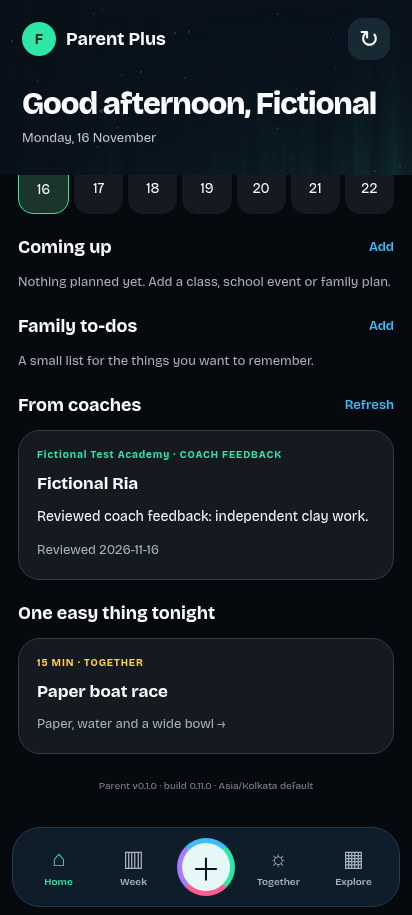 F
Parent Plus
Good afternoon, Fictional
Monday, 16 November
16 17 18 19 20 21 22
Coming up Add
Nothing planned yet. Add a class, school event or family plan.
Family to-dos Add
A small list for the things you want to remember.
From coaches Refresh
Fictional Test Academy · COACH FEEDBACK
Fictional Ria
Reviewed coach feedback: independent clay work.
Reviewed 2026-11-16
One easy thing tonight
15 MIN · TOGETHER
Paper boat race
Paper, water and a wide bowl →
Parent v0.1.0 · build 0.11.0 · Asia/Kolkata default
Home Week Together Explore